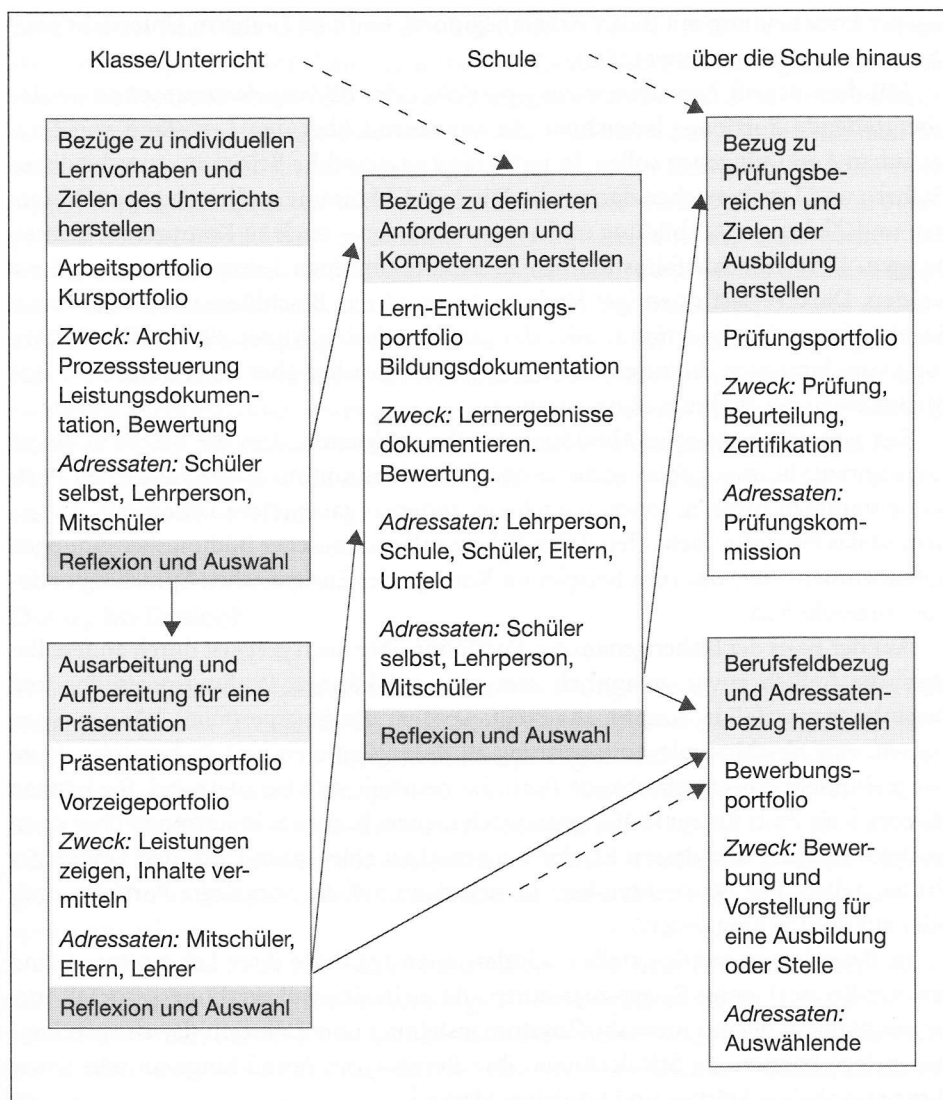 Klasse/Unterricht
Schule
über die Schule hinaus
Bezüge zu individuellen
Lernvorhaben und
Zielen des Unterrichts
herstellen
Arbeitsportfolio
Kursportfolio
Zweck: Archiv,
Prozesssteuerung
Leistungsdokumen-
tation, Bewertung
Adressaten: Schüler
selbst, Lehrperson,
Mitschüler
Reflexion und Auswahl
Ausarbeitung und
Aufbereitung für eine
Präsentation
Präsentationsportfolio
Vorzeigeportfolio
Zweck: Leistungen
zeigen, Inhalte ver-
mitteln
Adressaten: Mitschüler,
Eltern, Lehrer
Reflexion und Auswahl
Bezüge zu definierten
Anforderungen und
Kompetenzen herstellen
Lern-Entwicklungs-
portfolio
Bildungsdokumentation
Zweck: Lernergebnisse
dokumentieren.
Bewertung.
Adressaten: Lehrperson,
Schule, Schüler, Eltern,
Umfeld
Adressaten: Schüler
selbst, Lehrperson,
Mitschüler
Reflexion und Auswahl
Bezug zu
Prüfungsbe-
reichen und
Zielen der
Ausbildung
herstellen
Prüfungsportfolio
Zweck: Prüfung,
Beurteilung,
Zertifikation
Adressaten:
Prüfungskom-
mission
Berufsfeldbezug
und Adressaten-
bezug herstellen
Bewerbungs-
portfolio
Zweck: Bewer-
bung und
Vorstellung für
eine Ausbildung
oder Stelle
Adressaten:
Auswählende